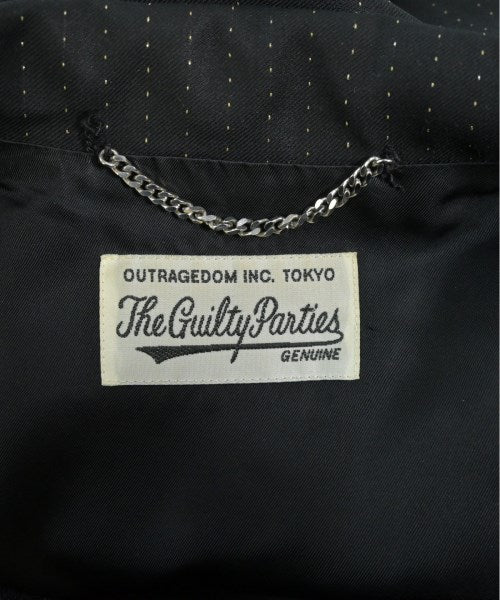 OUTRAGEDOM INC. TOKYO
The Guilty Parties
GENUINE